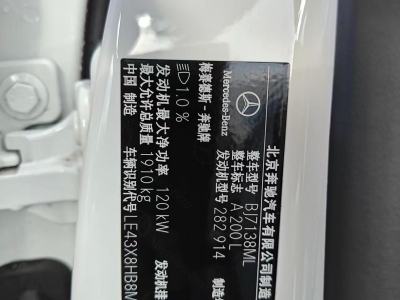 北京奔驰汽车有限公司制造
整车型号 BJ7138ML
整车标志 A 200 L
发动机型号 282.914
Mercedes-Benz
梅赛德斯-奔驰牌
1.0 %
发动机最大净功率 120 kW
最大允许总质量 1910 kg
中国 制造
发动机排
车辆识别代号 LE43X8HB8M